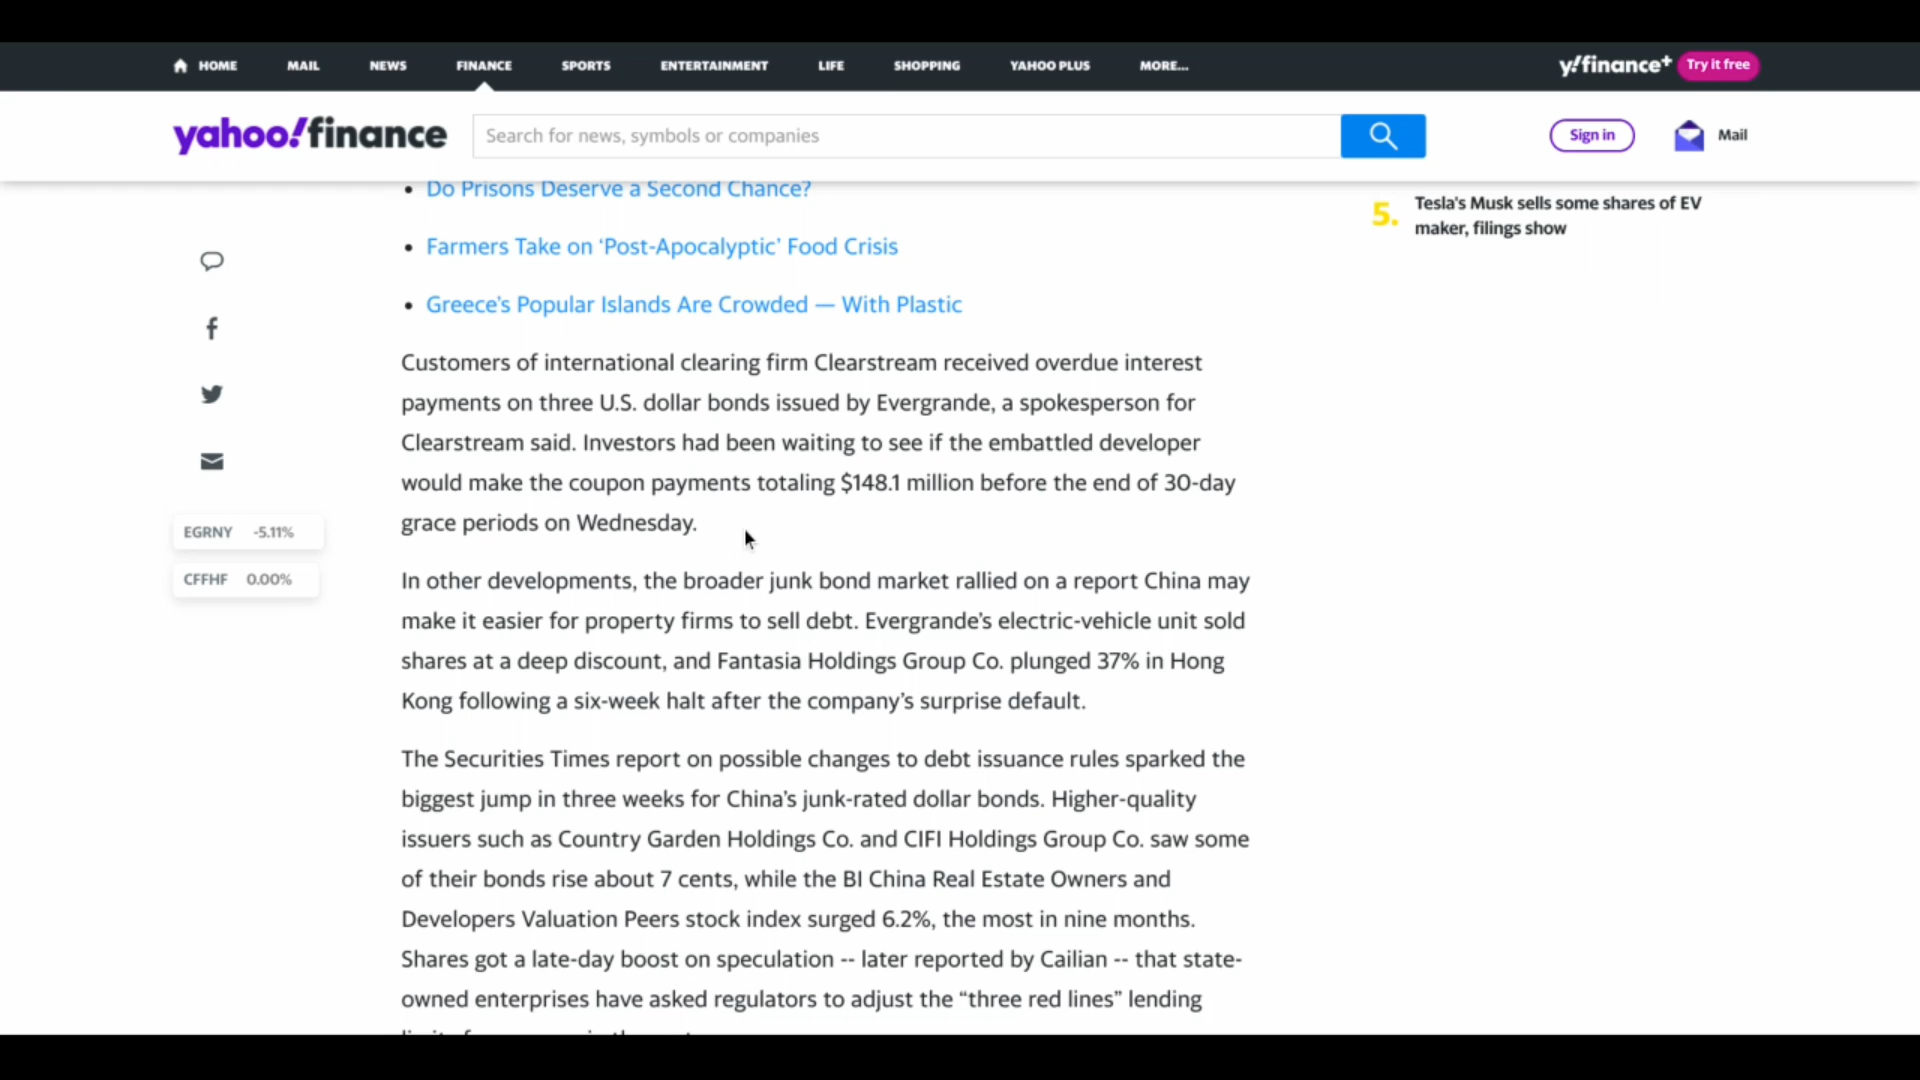 HOME MAIL NEWS FINANCE SPORTS ENTERTAINMENT LIFE SHOPPING YAHOO PLUS MORE... y!finance+ Try it free
yahoo!finance Search for news, symbols or companies Sign in Mail
• Do Prisons Deserve a Second Chance?
• Farmers Take on ‘Post-Apocalyptic’ Food Crisis
• Greece’s Popular Islands Are Crowded — With Plastic
5. Tesla's Musk sells some shares of EV
maker, filings show
EGRNY -5.11%
CFFHF 0.00%
Customers of international clearing firm Clearstream received overdue interest
payments on three U.S. dollar bonds issued by Evergrande, a spokesperson for
Clearstream said. Investors had been waiting to see if the embattled developer
would make the coupon payments totaling $148.1 million before the end of 30-day
grace periods on Wednesday.
In other developments, the broader junk bond market rallied on a report China may
make it easier for property firms to sell debt. Evergrande’s electric-vehicle unit sold
shares at a deep discount, and Fantasia Holdings Group Co. plunged 37% in Hong
Kong following a six-week halt after the company’s surprise default.
The Securities Times report on possible changes to debt issuance rules sparked the
biggest jump in three weeks for China’s junk-rated dollar bonds. Higher-quality
issuers such as Country Garden Holdings Co. and CIFI Holdings Group Co. saw some
of their bonds rise about 7 cents, while the BI China Real Estate Owners and
Developers Valuation Peers stock index surged 6.2%, the most in nine months.
Shares got a late-day boost on speculation -- later reported by Cailian -- that state-
owned enterprises have asked regulators to adjust the “three red lines” lending